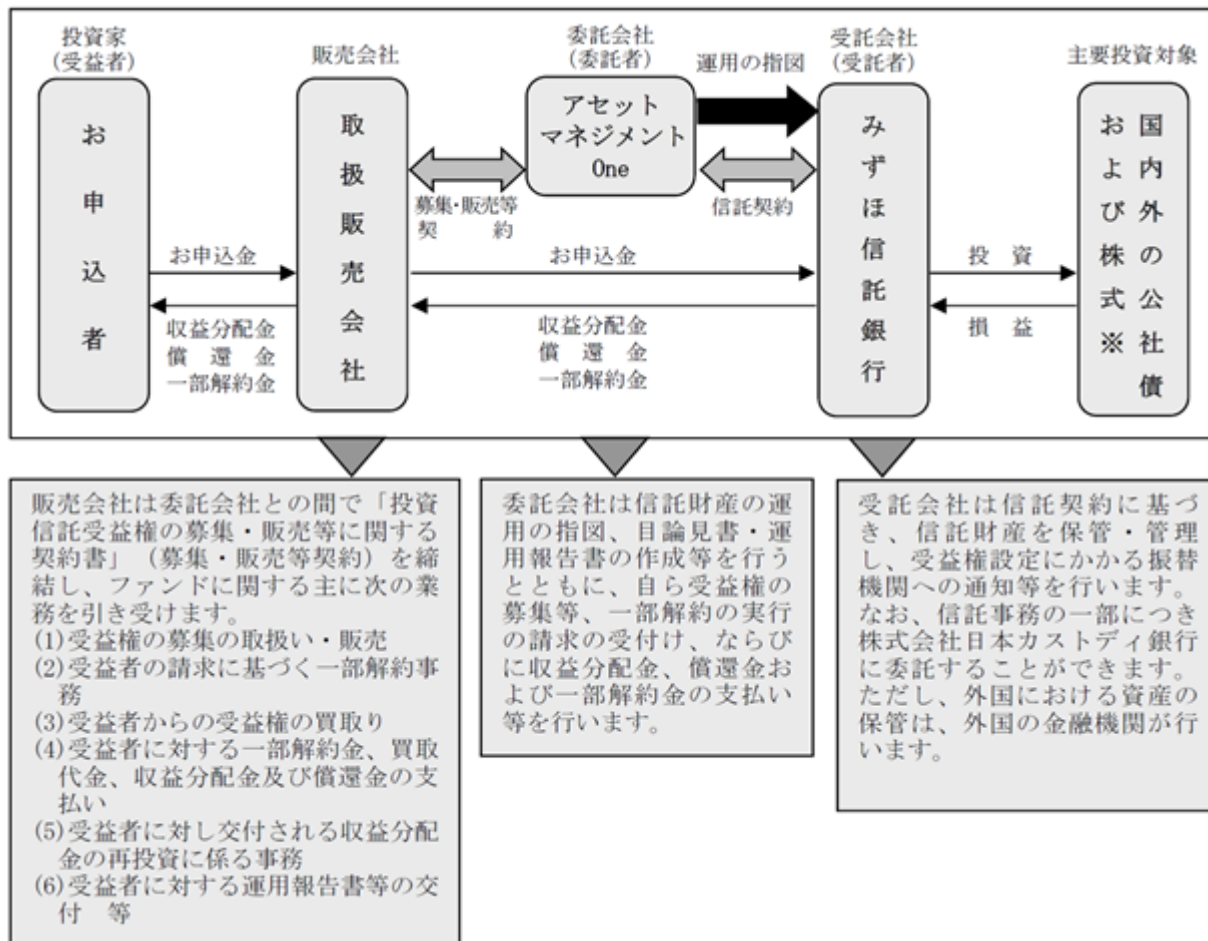 投資家
(受益者)
お申込者
販売会社
取扱販売会社
委託会社
(委託者)
アセット
マネジメント
One
運用の指図
受託会社
(受託者)
みずほ信託銀行
主要投資対象
国内外の公社債
および株式※
募集・販売等
契約
信託契約
お申込金
収益分配金
償還金
一部解約金
お申込金
収益分配金
償還金
一部解約金
投資
損益
販売会社は委託会社との間で「投資
信託受益権の募集・販売等に関する
契約書」(募集・販売等契約)を締
結し、ファンドに関する主に次の業
務を引き受けます。
(1)受益権の募集の取扱い・販売
(2)受益者の請求に基づく一部解約事
務
(3)受益者からの受益権の買取り
(4)受益者に対する一部解約金、買取
代金、収益分配金及び償還金の支
払い
(5)受益者に対し交付される収益分配
金の再投資に係る事務
(6)受益者に対する運用報告書等の交
付 等
委託会社は信託財産の運
用の指図、目論見書・運
用報告書の作成等を行う
とともに、自ら受益権の
募集等、一部解約の実行
の請求の受付け、ならび
に収益分配金、償還金お
よび一部解約金の支払い
等を行います。
受託会社は信託契約に基づ
き、信託財産を保管・管理
し、受益権設定にかかる振替
機関への通知等を行います。
なお、信託事務の一部につき
株式会社日本カストディ銀行
に委託することができます。
ただし、外国における資産の
保管は、外国の金融機関が行
います。